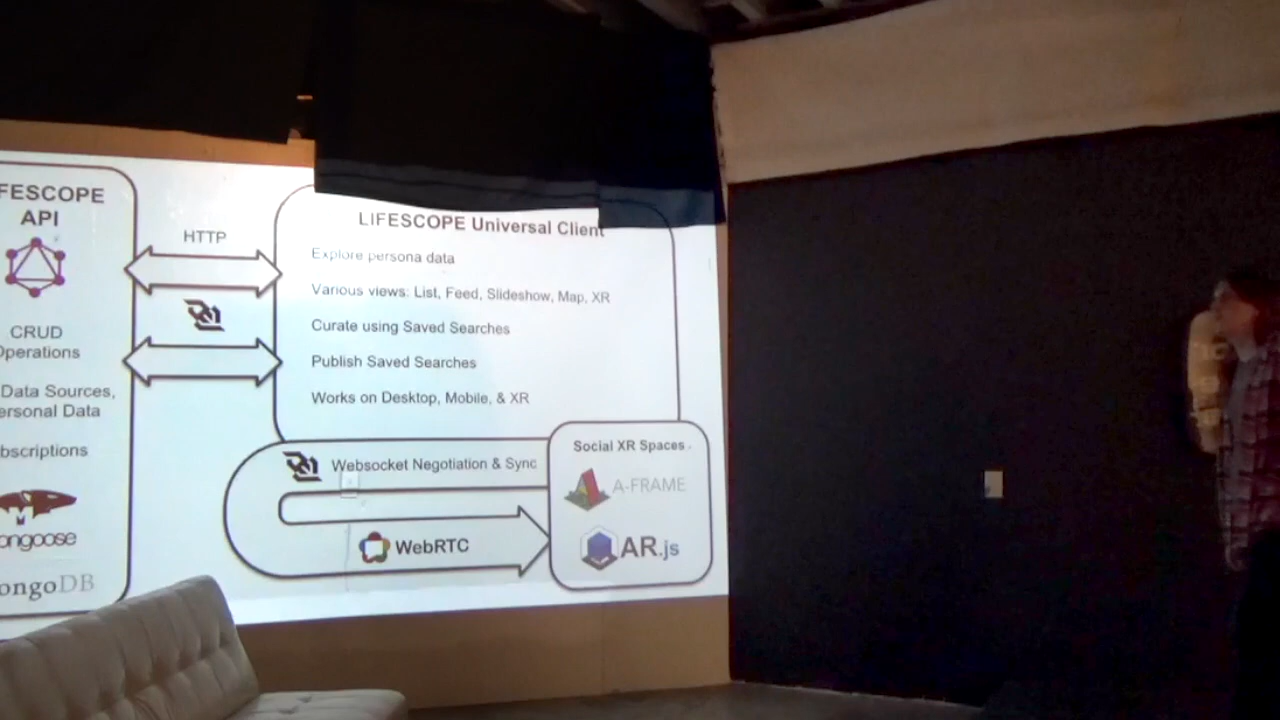 FESCOPE
API
CRUD
Operations
Data Sources,
ersonal Data
bscriptions
ongoose
ongoDB
HTTP
LIFESCOPE Universal Client
Explore persona data
Various views: List, Feed, Slideshow, Map, XR
Curate using Saved Searches
Publish Saved Searches
Works on Desktop, Mobile, & XR
Websocket Negotiation & Sync
WebRTC
Social XR Spaces
A-FRAME
AR.js